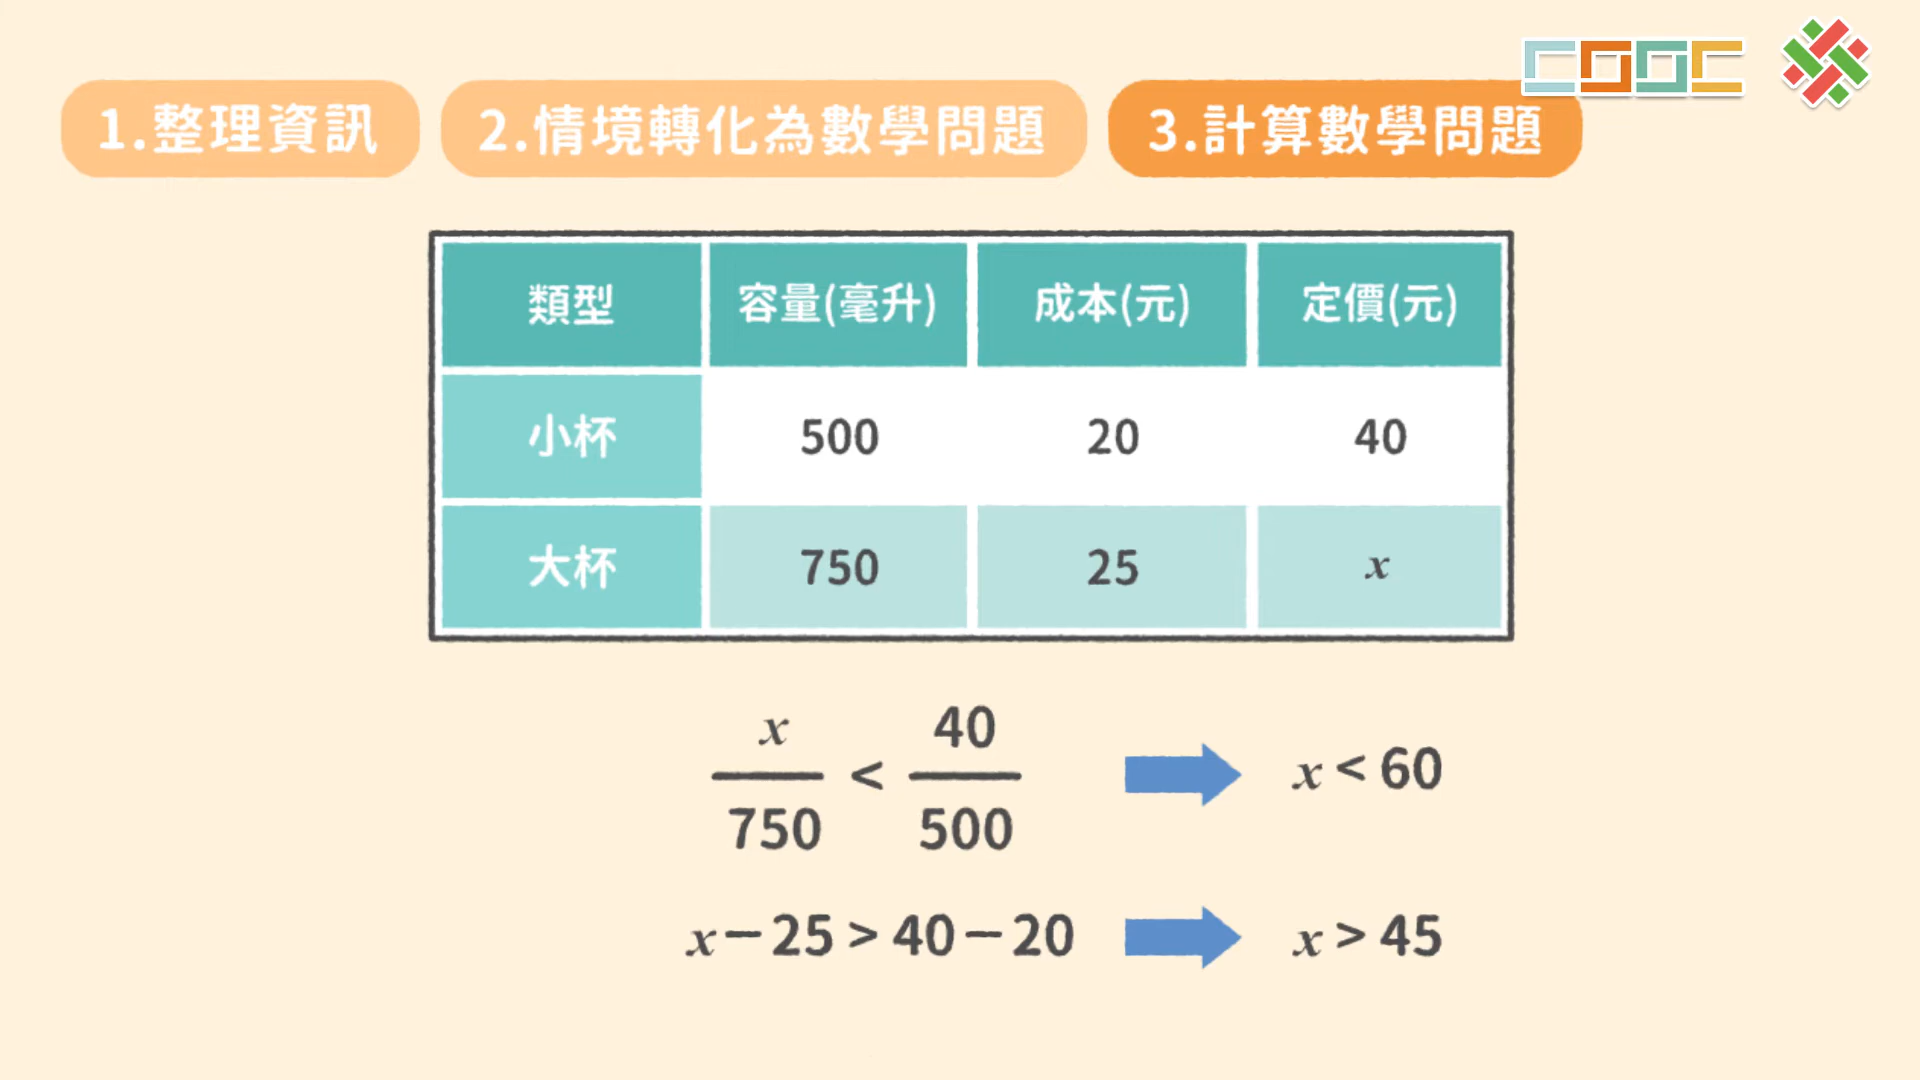 COOC
1.整理資訊 2.情境轉化為數學問題 3.計算數學問題
類型 容量(毫升) 成本(元) 定價(元)
小杯 500 20 40
大杯 750 25 x
x/750 < 40/500 x < 60
x－25 > 40－20 x > 45